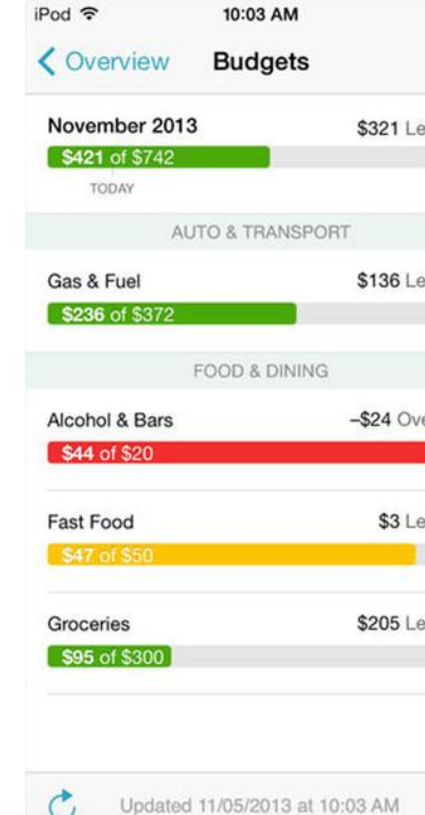 iPod 10:03 AM
Overview Budgets
November 2013 $321 Le
$421 of $742
TODAY
AUTO & TRANSPORT
Gas & Fuel $136 Le
$236 of $372
FOOD & DINING
Alcohol & Bars –$24 Ove
$44 of $20
Fast Food $3 Le
$47 of $50
Groceries $205 Le
$95 of $300
Updated 11/05/2013 at 10:03 AM